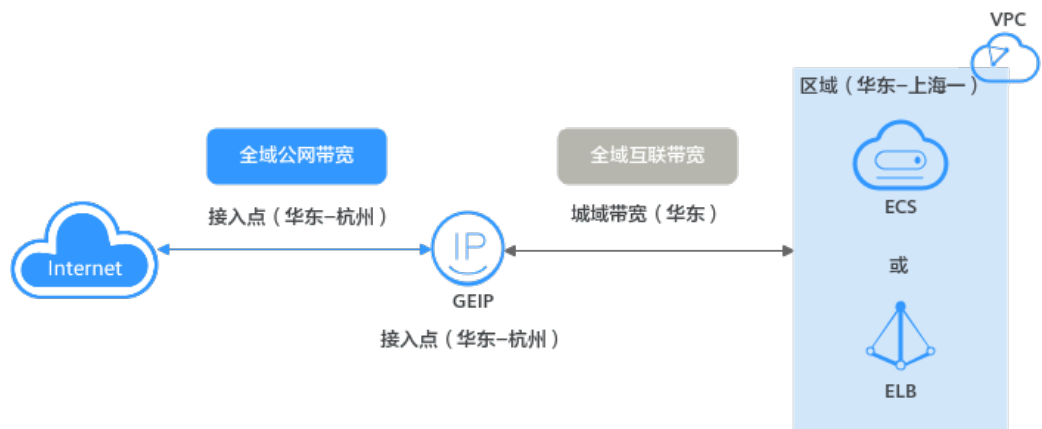 VPC
区域（华东–上海一）
全域公网带宽
全域互联带宽
接入点（华东–杭州）
城域带宽（华东）
ECS
Internet
IP
GEIP
或
接入点（华东–杭州）
ELB